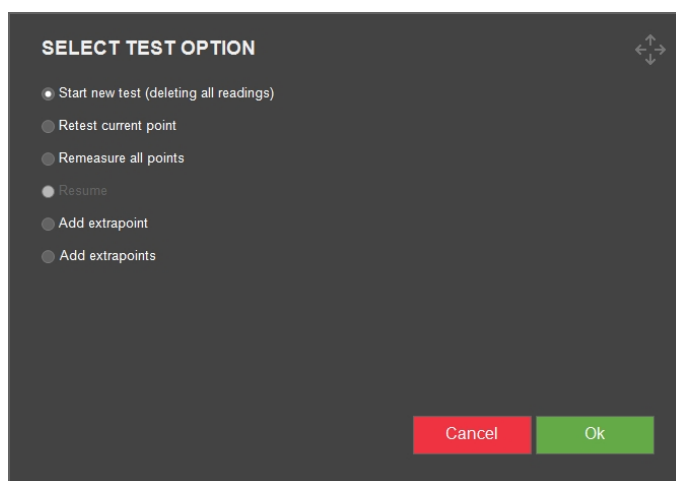 SELECT TEST OPTION
Start new test (deleting all readings)
Retest current point
Remeasure all points
Resume
Add extrapoint
Add extrapoints
Cancel
Ok